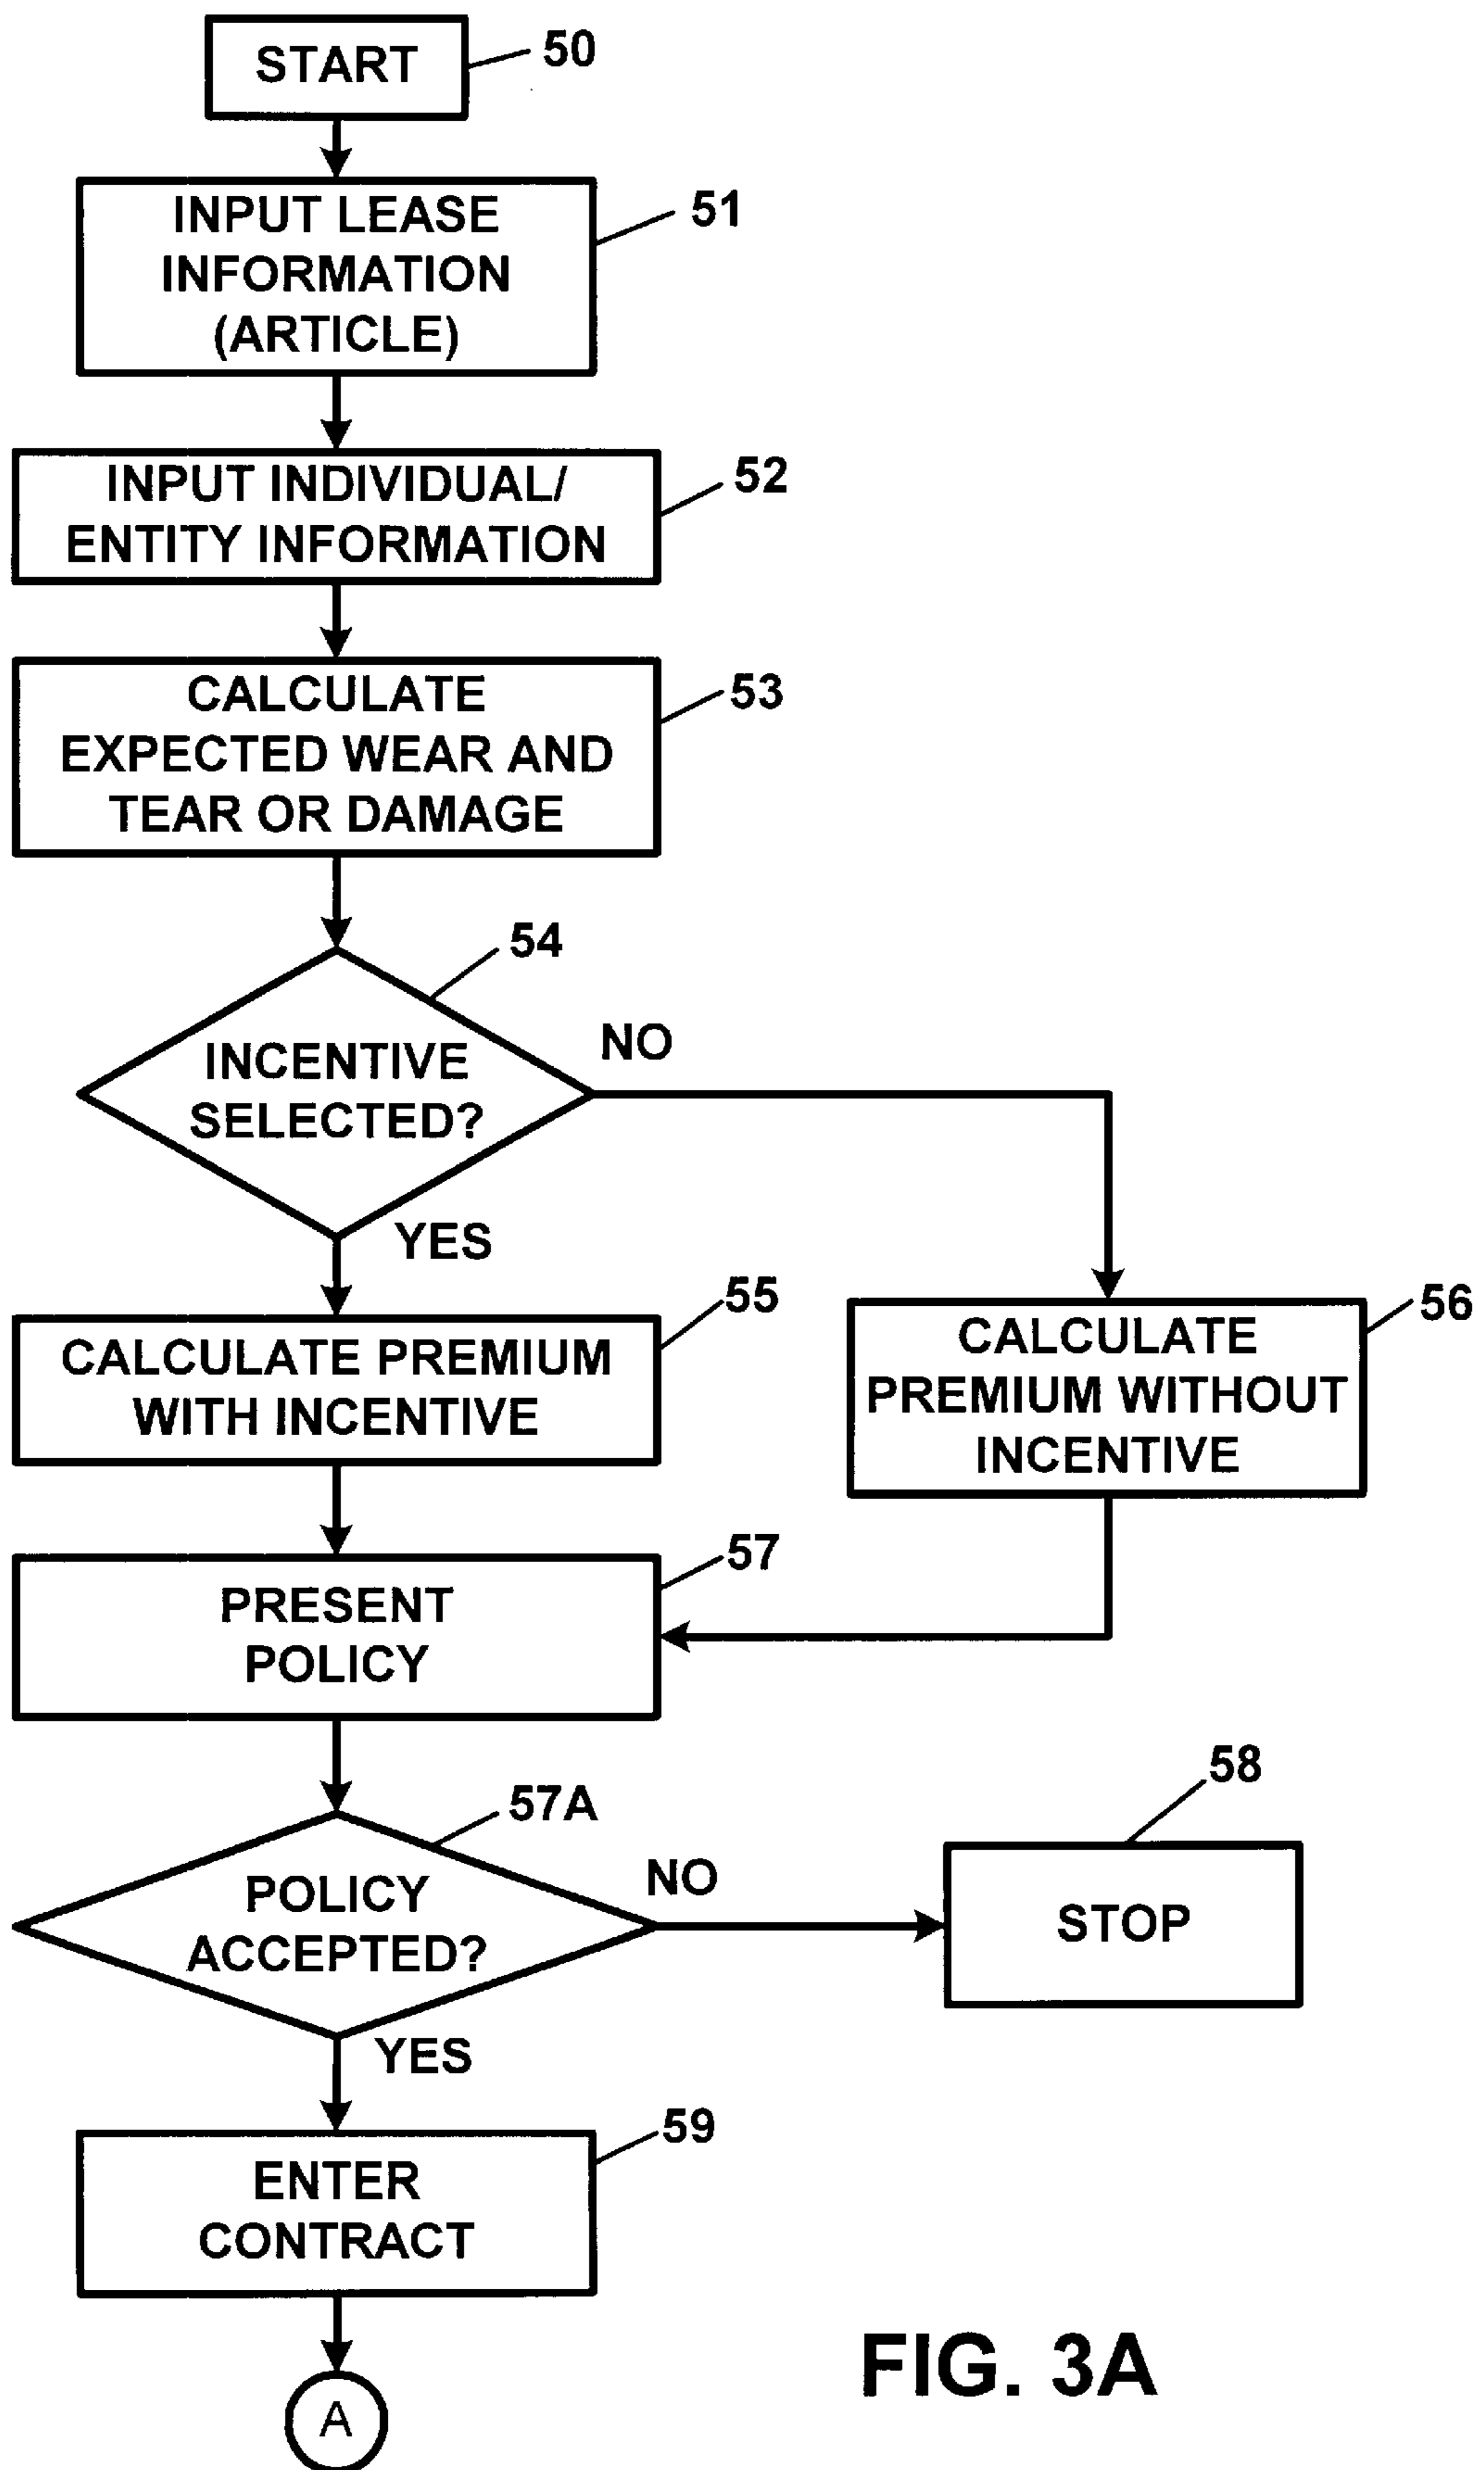 START
50
INPUT LEASE
INFORMATION
(ARTICLE)
51
INPUT INDIVIDUAL/
ENTITY INFORMATION
52
CALCULATE
EXPECTED WEAR AND
TEAR OR DAMAGE
53
54
INCENTIVE
SELECTED?
NO
YES
55
CALCULATE PREMIUM
WITH INCENTIVE
56
CALCULATE
PREMIUM WITHOUT
INCENTIVE
57
PRESENT
POLICY
57A
POLICY
ACCEPTED?
NO
58
STOP
YES
59
ENTER
CONTRACT
A
FIG. 3A